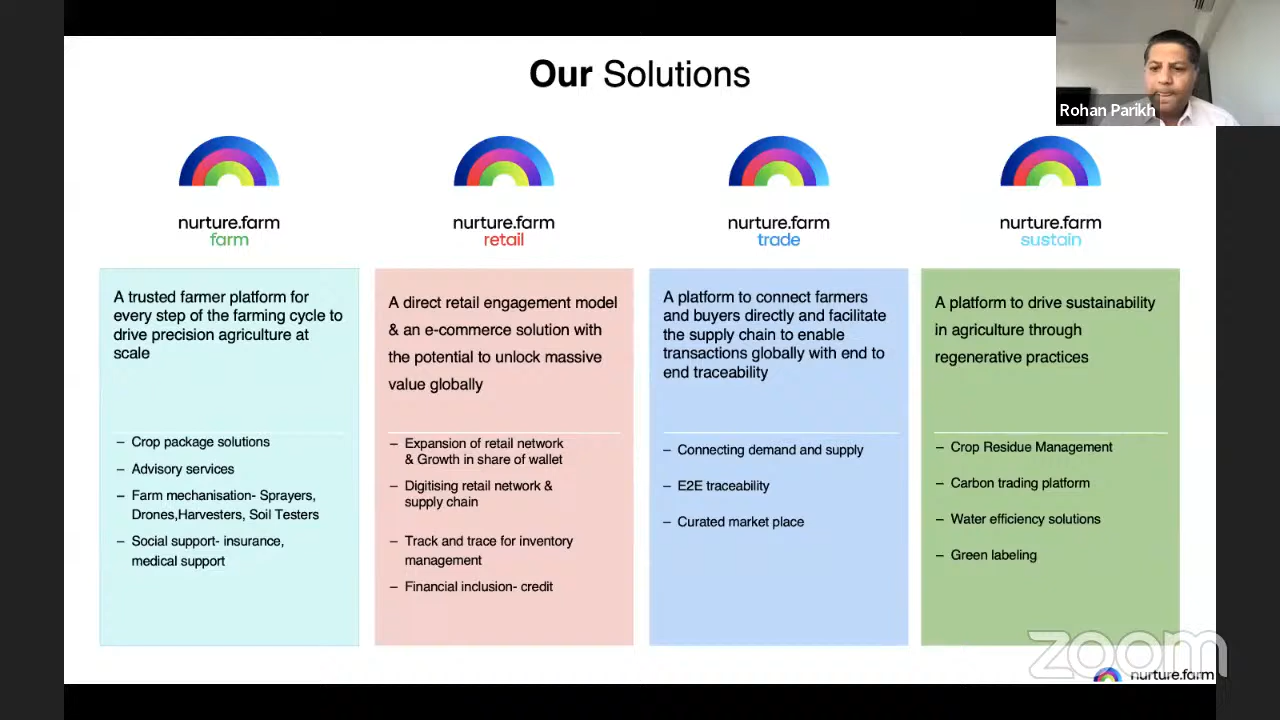 Our Solutions
Rohan Parikh
nurture.farm
farm
A trusted farmer platform for
every step of the farming cycle to
drive precision agriculture at
scale
– Crop package solutions
– Advisory services
– Farm mechanisation- Sprayers,
Drones,Harvesters, Soil Testers
– Social support- insurance,
medical support
nurture.farm
retail
A direct retail engagement model
& an e-commerce solution with
the potential to unlock massive
value globally
– Expansion of retail network
& Growth in share of wallet
– Digitising retail network &
supply chain
– Track and trace for inventory
management
– Financial inclusion- credit
nurture.farm
trade
A platform to connect farmers
and buyers directly and facilitate
the supply chain to enable
transactions globally with end to
end traceability
– Connecting demand and supply
– E2E traceability
– Curated market place
nurture.farm
sustain
A platform to drive sustainability
in agriculture through
regenerative practices
– Crop Residue Management
– Carbon trading platform
– Water efficiency solutions
– Green labeling
zoom
nurture.farm